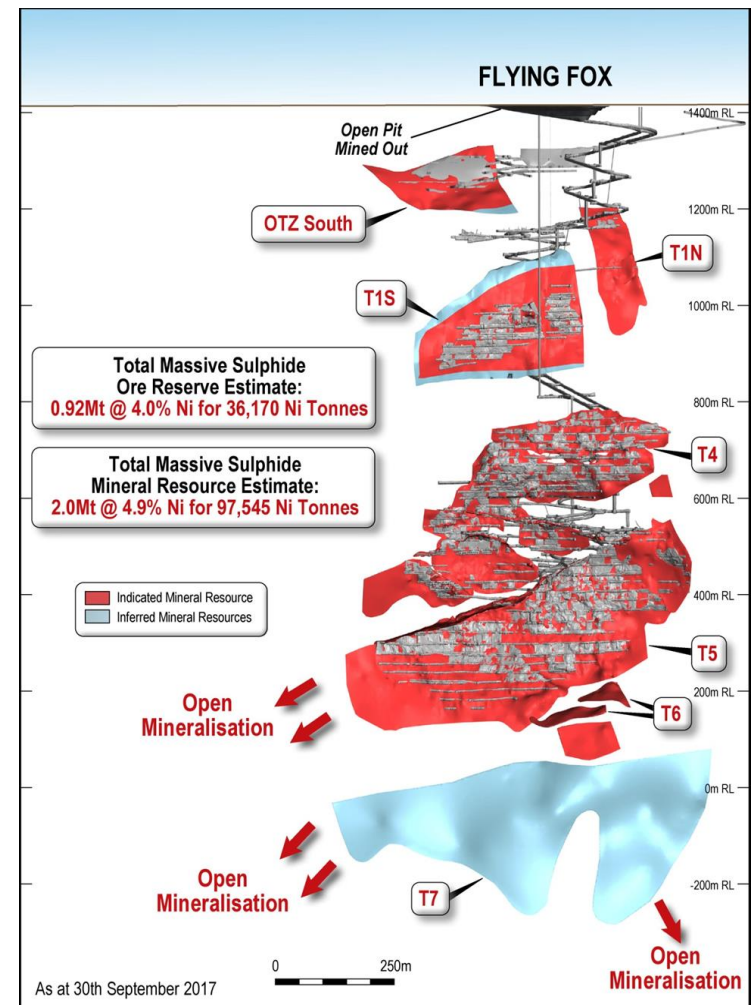 FLYING FOX
1400m RL
Open Pit
Mined Out
1200m RL
OTZ South
T1N
T1S
1000m RL
Total Massive Sulphide
Ore Reserve Estimate:
0.92Mt @ 4.0% Ni for 36,170 Ni Tonnes
800m RL
T4
Total Massive Sulphide
Mineral Resource Estimate:
2.0Mt @ 4.9% Ni for 97,545 Ni Tonnes
600m RL
Indicated Mineral Resource
Inferred Mineral Resources
400m RL
T5
Open
Mineralisation
200m RL
T6
0m RL
Open
Mineralisation
T7
-200m RL
Open
Mineralisation
0 250m
As at 30th September 2017